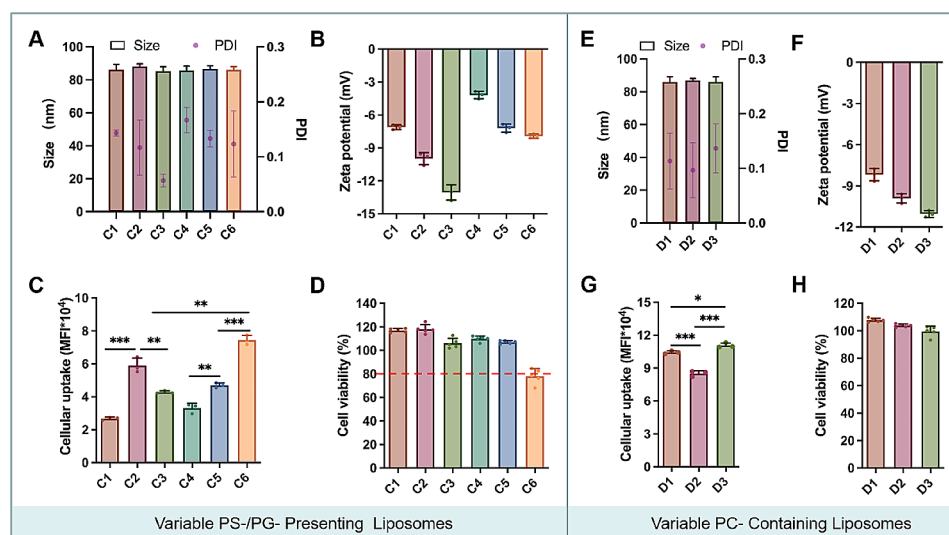 A
Size
PDI
Size (nm)
100
80
60
40
20
0
0.3
0.2
0.1
0.0
PDI
C1 C2 C3 C4 C5 C6
B
Zeta potential (mV)
0
-3
-6
-9
-12
-15
C1 C2 C3 C4 C5 C6
E
Size
PDI
Size (nm)
100
80
60
40
20
0
0.3
0.2
0.1
0.0
PDI
D1 D2 D3
F
Zeta potential (mV)
0
-3
-6
-9
-12
D1 D2 D3
C
Cellular uptake (MFI*10⁴)
10
8
6
4
2
0
***
**
**
**
***
C1 C2 C3 C4 C5 C6
D
Cell viability (%)
140
120
100
80
60
40
20
0
C1 C2 C3 C4 C5 C6
G
Cellular uptake (MFI*10⁴)
15
12
9
6
3
0
*
***
***
D1 D2 D3
H
Cell viability (%)
120
100
80
60
40
20
0
D1 D2 D3
Variable PS-/PG- Presenting Liposomes
Variable PC- Containing Liposomes